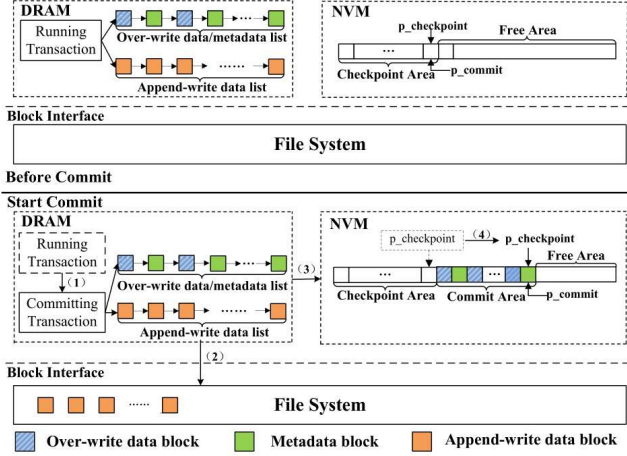 DRAM
Running
Transaction
Over-write data/metadata list
......
Append-write data list
NVM
p_checkpoint
Free Area
...
Checkpoint Area
p_commit
Block Interface
File System
Before Commit
Start Commit
DRAM
Running
Transaction
(1)
Committing
Transaction
Over-write data/metadata list
......
Append-write data list
(2)
(3)
NVM
p_checkpoint
(4)
p_checkpoint
Free Area
...
...
Checkpoint Area
Commit Area
p_commit
Block Interface
......
File System
Over-write data block
Metadata block
Append-write data block